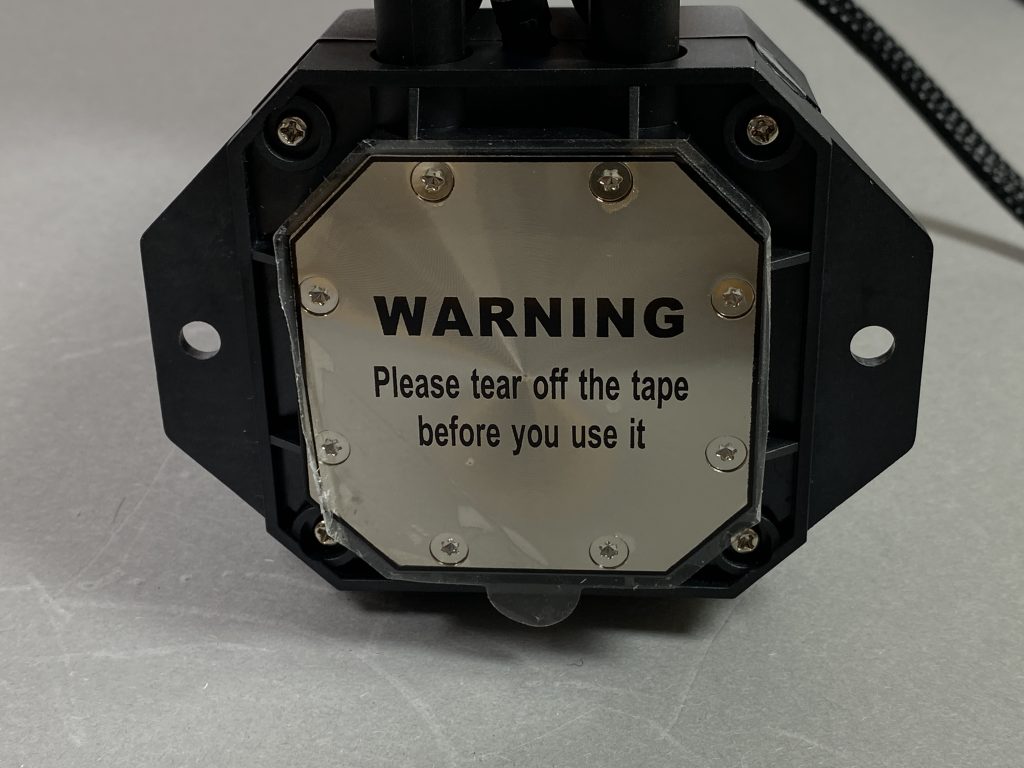 WARNING
Please tear off the tape
before you use it